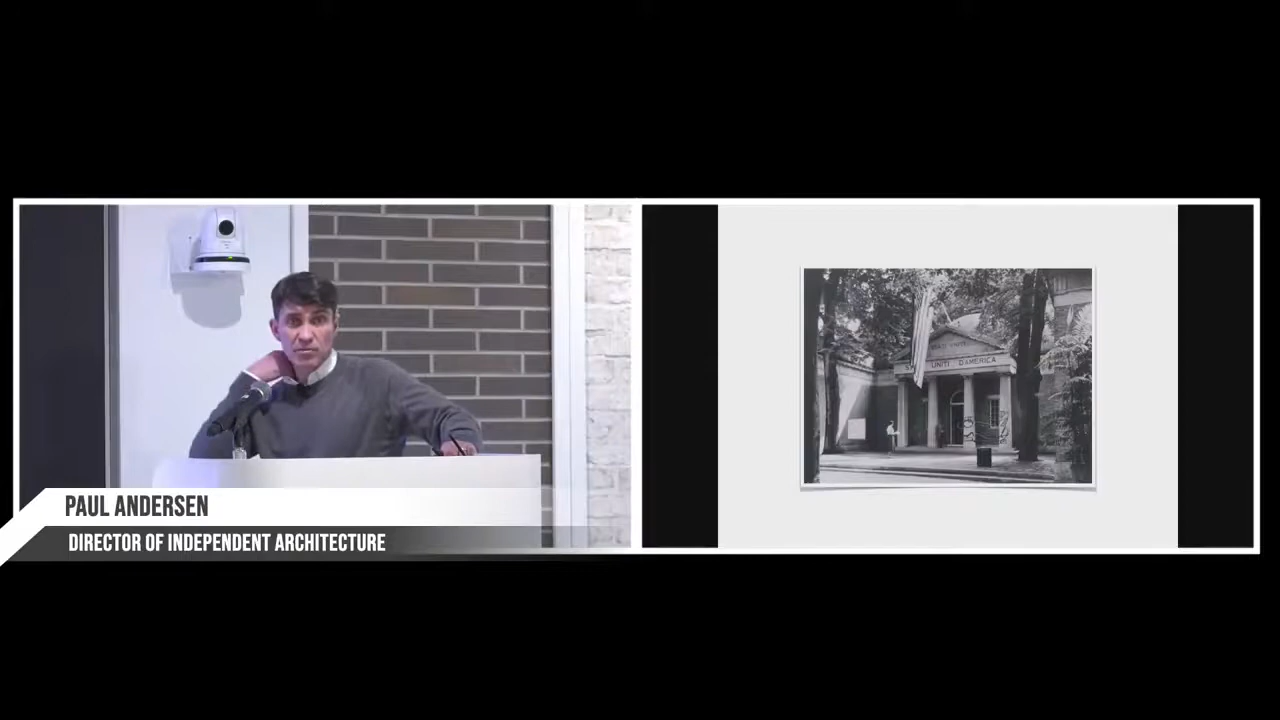 PAUL ANDERSEN
DIRECTOR OF INDEPENDENT ARCHITECTURE
UNITI D'AMERICA